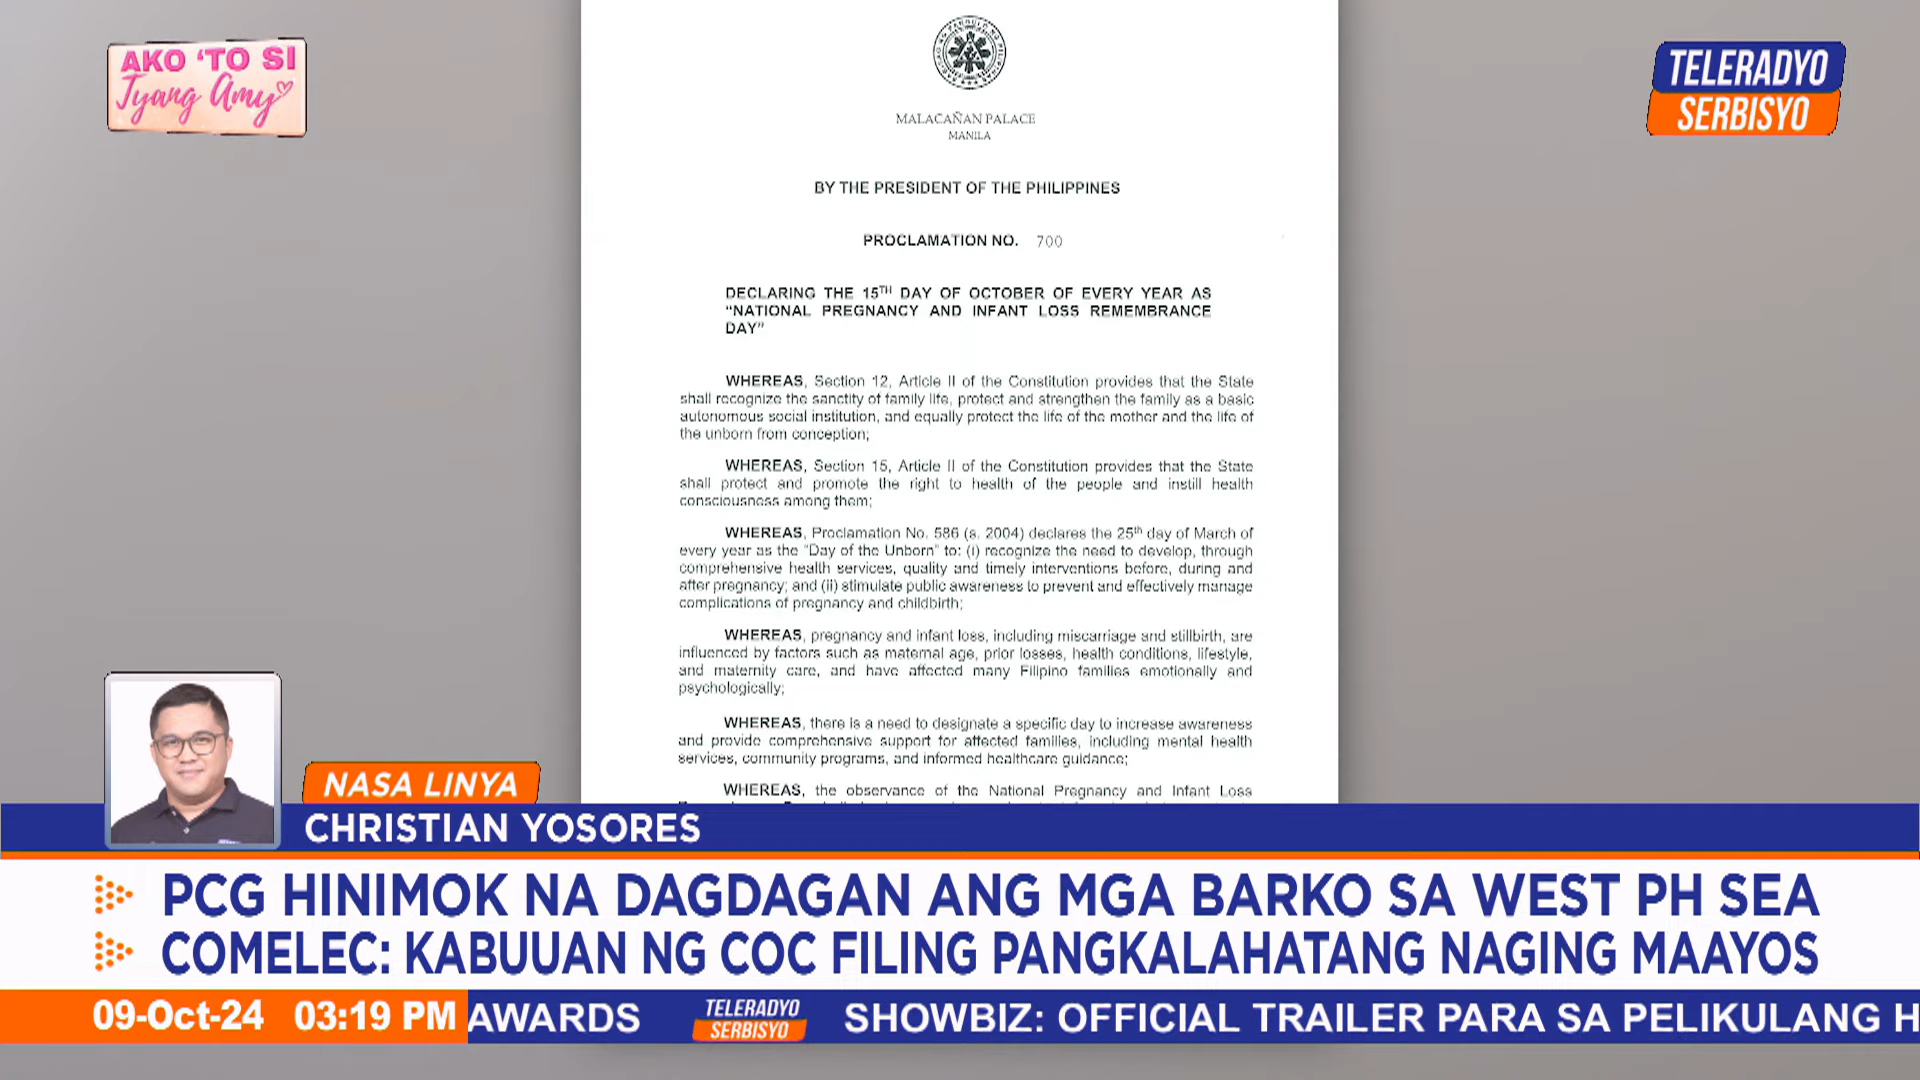 AKO ‘TO SI
Tyang Amy
TELERADYO
SERBISYO
MALACAÑAN PALACE
MANILA
BY THE PRESIDENT OF THE PHILIPPINES
PROCLAMATION NO. 700
DECLARING THE 15TH DAY OF OCTOBER OF EVERY YEAR AS
“NATIONAL PREGNANCY AND INFANT LOSS REMEMBRANCE
DAY”
WHEREAS, Section 12, Article II of the Constitution provides that the State
shall recognize the sanctity of family life, protect and strengthen the family as a basic
autonomous social institution, and equally protect the life of the mother and the life of
the unborn from conception;
WHEREAS, Section 15, Article II of the Constitution provides that the State
shall protect and promote the right to health of the people and instill health
consciousness among them;
WHEREAS, Proclamation No. 586 (s. 2004) declares the 25th day of March of
every year as the “Day of the Unborn” to: (i) recognize the need to develop, through
comprehensive health services, quality and timely interventions before, during and
after pregnancy; and (ii) stimulate public awareness to prevent and effectively manage
complications of pregnancy and childbirth;
WHEREAS, pregnancy and infant loss, including miscarriage and stillbirth, are
influenced by factors such as maternal age, prior losses, health conditions, lifestyle,
and maternity care, and have affected many Filipino families emotionally and
psychologically;
WHEREAS, there is a need to designate a specific day to increase awareness
and provide comprehensive support for affected families, including mental health
services, community programs, and informed healthcare guidance;
WHEREAS, the observance of the National Pregnancy and Infant Loss
NASA LINYA
CHRISTIAN YOSORES
PCG HINIMOK NA DAGDAGAN ANG MGA BARKO SA WEST PH SEA
COMELEC: KABUUAN NG COC FILING PANGKALAHATANG NAGING MAAYOS
09-Oct-24 03:19 PM AWARDS TELERADYO SERBISYO SHOWBIZ: OFFICIAL TRAILER PARA SA PELIKULANG H